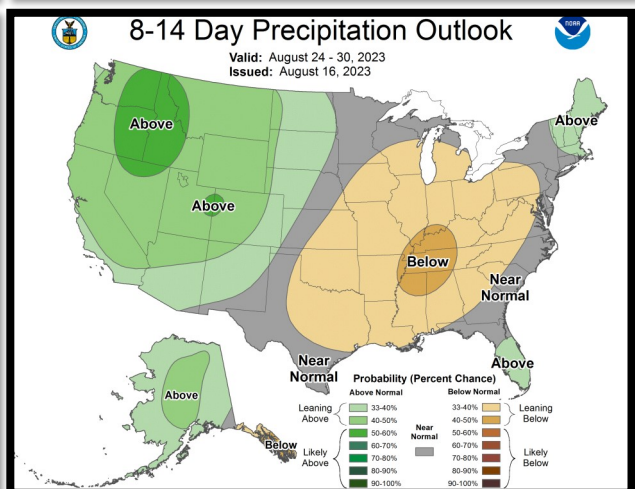 8-14 Day Precipitation Outlook
NOAA
Valid: August 24 - 30, 2023
Issued: August 16, 2023
Above
Above
Above
Below
Near
Normal
Above
Near
Normal
Above
Below
Probability (Percent Chance)
Above Normal
Below Normal
Leaning
Above
33-40%
40-50%
Likely
Above
50-60%
60-70%
70-80%
80-90%
90-100%
Near
Normal
33-40%
40-50%
Leaning
Below
50-60%
60-70%
70-80%
80-90%
90-100%
Likely
Below